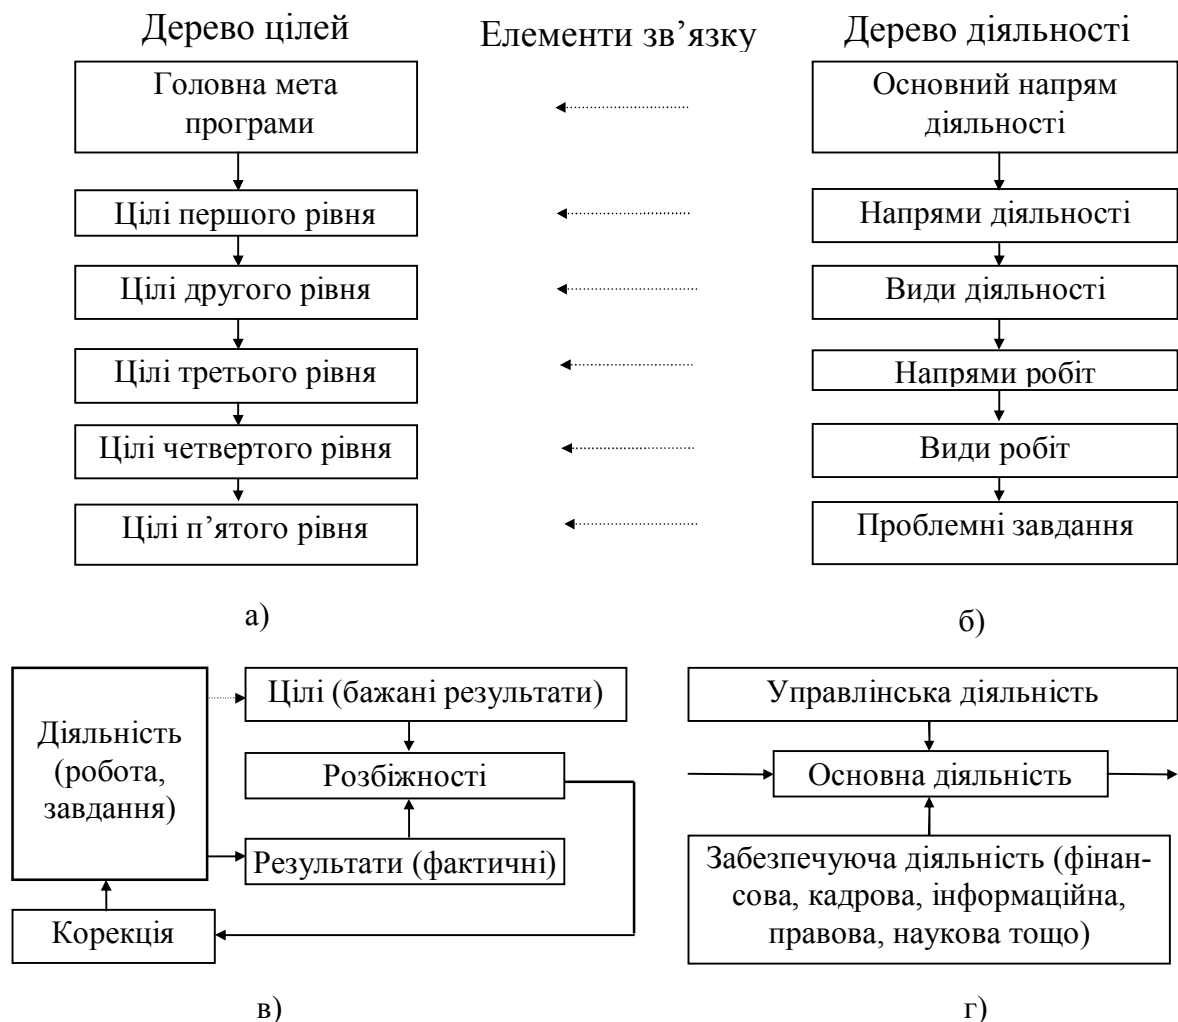 Дерево цілей
Елементи зв’язку
Дерево діяльності
Головна мета
програми
Основний напрям
діяльності
Цілі першого рівня
Напрями діяльності
Цілі другого рівня
Види діяльності
Цілі третього рівня
Напрями робіт
Цілі четвертого рівня
Види робіт
Цілі п’ятого рівня
Проблемні завдання
а)
б)
Діяльність
(робота,
завдання)
Цілі (бажані результати)
Розбіжності
Результати (фактичні)
Корекція
Управлінська діяльність
Основна діяльність
Забезпечуюча діяльність (фінан-
сова, кадрова, інформаційна,
правова, наукова тощо)
в)
г)